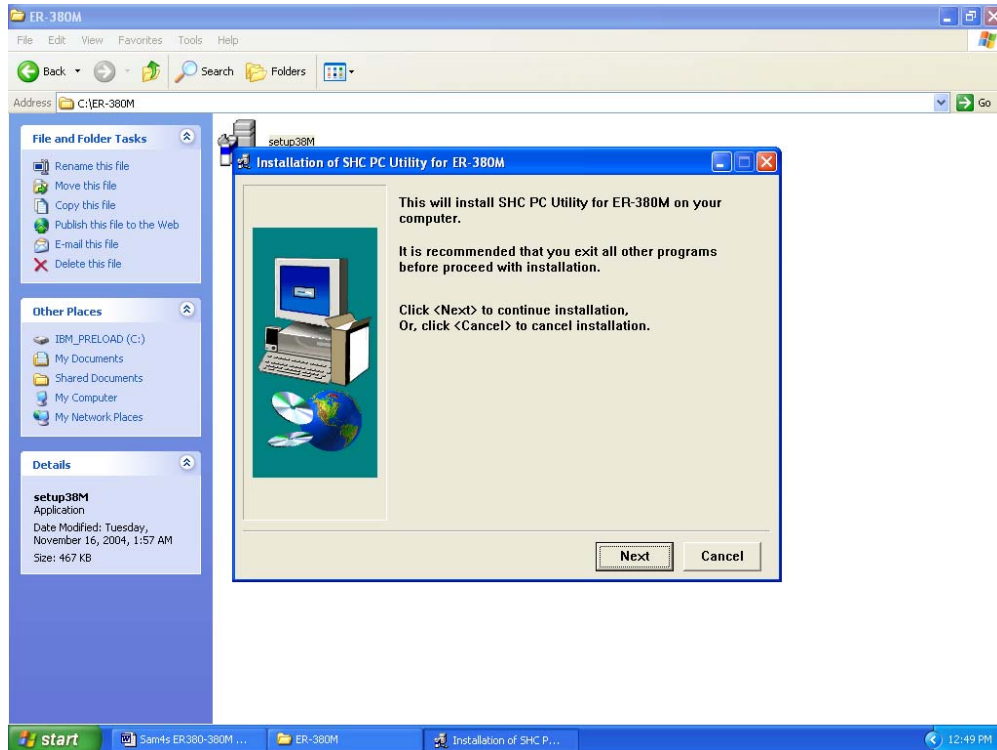 ER-380M
File Edit View Favorites Tools Help
Back Search Folders
Address C:\ER-380M Go
File and Folder Tasks
Rename this file
Move this file
Copy this file
Publish this file to the Web
E-mail this file
Delete this file
Other Places
IBM_PRELOAD (C:)
My Documents
Shared Documents
My Computer
My Network Places
Details
setup38M
Application
Date Modified: Tuesday,
November 16, 2004, 1:57 AM
Size: 467 KB
setup38M
Installation of SHC PC Utility for ER-380M
This will install SHC PC Utility for ER-380M on your
computer.
It is recommended that you exit all other programs
before proceed with installation.
Click <Next> to continue installation,
Or, click <Cancel> to cancel installation.
Next Cancel
start Sam4s ER380-380M ... ER-380M Installation of SHC P... 12:49 PM